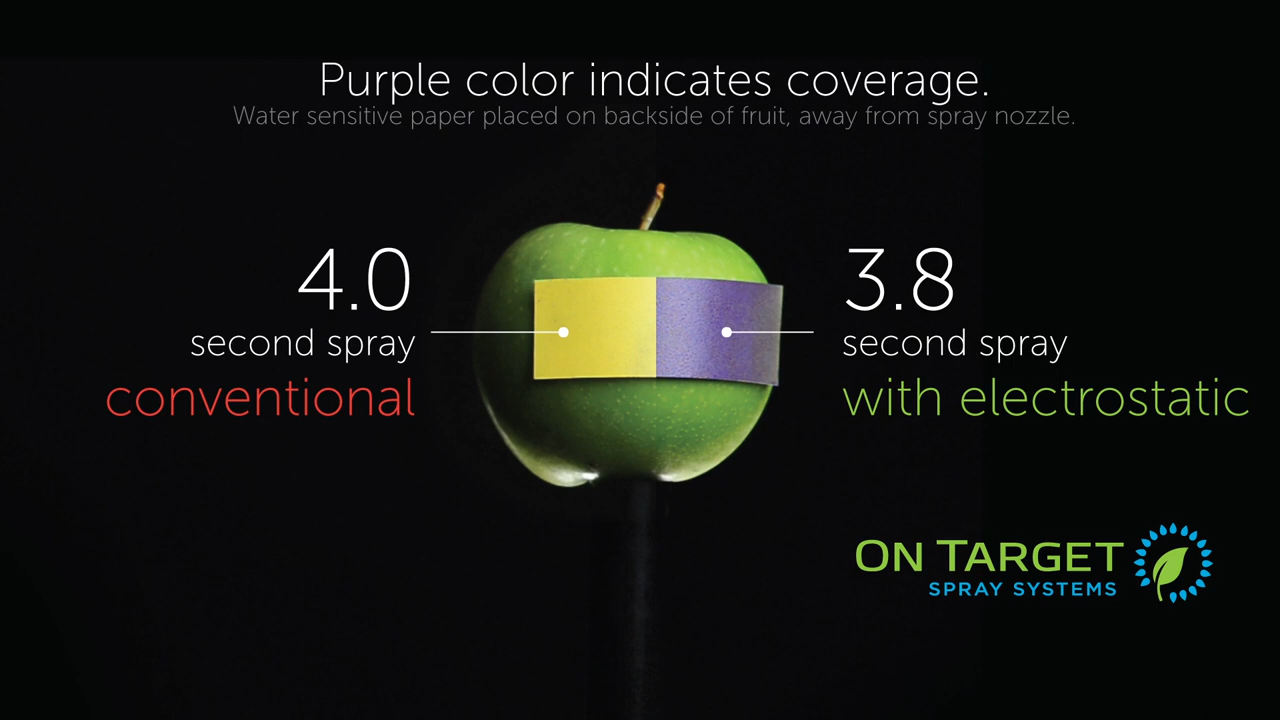 Purple color indicates coverage.
Water sensitive paper placed on backside of fruit, away from spray nozzle.
4.0
second spray
conventional
3.8
second spray
with electrostatic
ON TARGET
SPRAY SYSTEMS